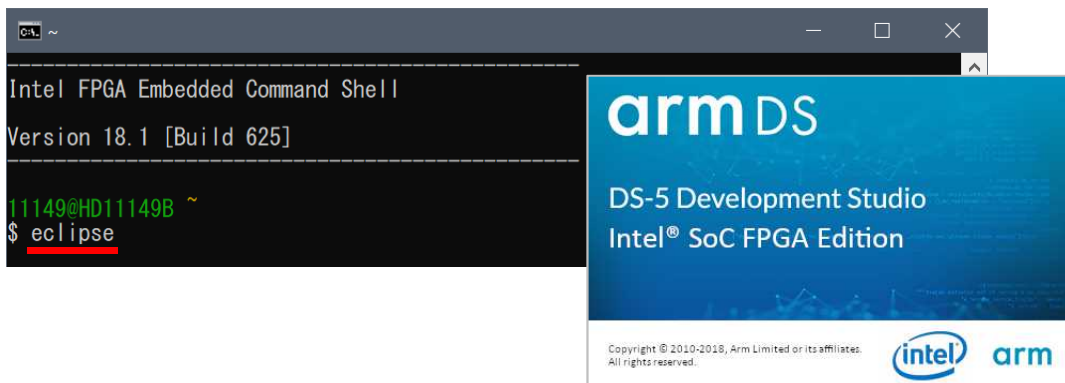 ~
Intel FPGA Embedded Command Shell
Version 18.1 [Build 625]
11149@HD11149B ~
$ eclipse
arm DS
DS-5 Development Studio
Intel® SoC FPGA Edition
Copyright © 2010-2018, Arm Limited or its affiliates.
All rights reserved.
intel arm